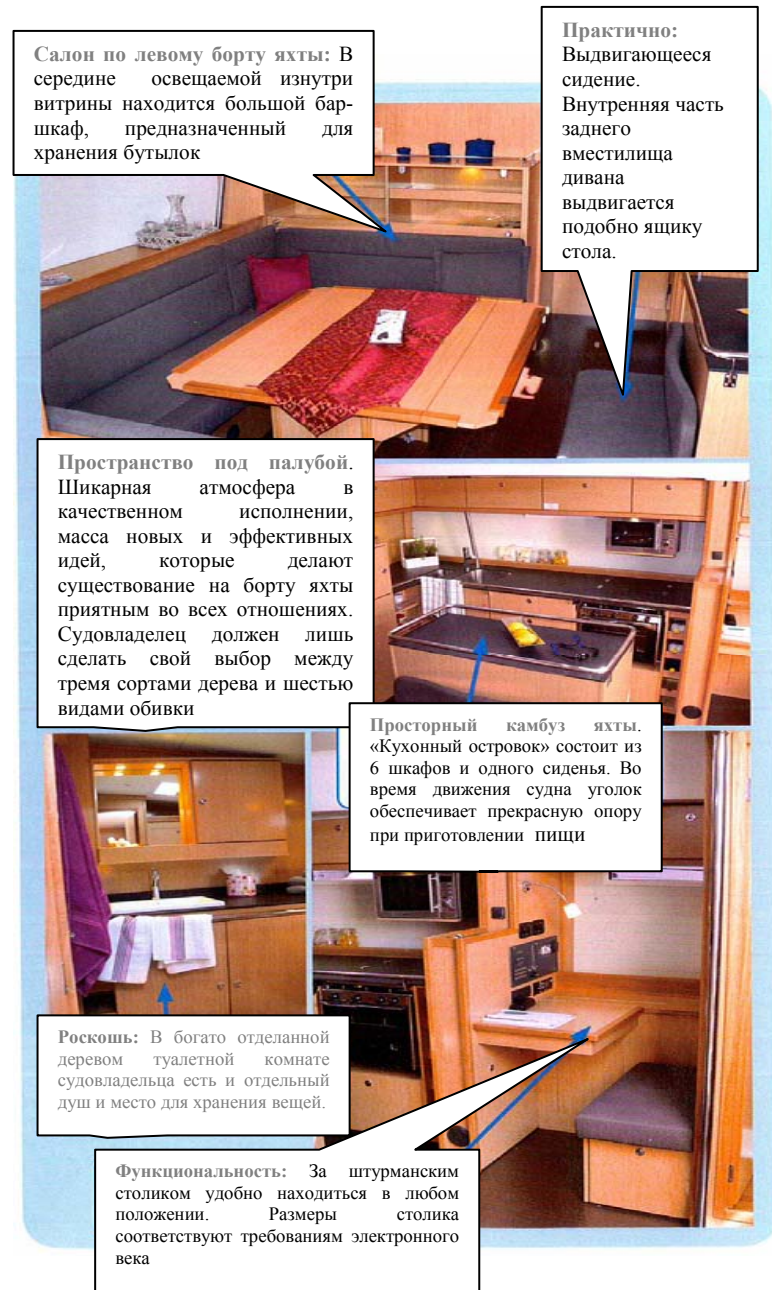 Салон по левому борту яхты: В
середине освещаемой изнутри
витрины находится большой бар-
шкаф, предназначенный для
хранения бутылок
Практично:
Выдвигающееся
сидение.
Внутренняя часть
заднего
вместилища
дивана
выдвигается
подобно ящику
стола.
Пространство под палубой.
Шикарная атмосфера в
качественном исполнении,
масса новых и эффективных
идей, которые делают
существование на борту яхты
приятным во всех отношениях.
Судовладелец должен лишь
сделать свой выбор между
тремя сортами дерева и шестью
видами обивки
Просторный камбуз яхты.
«Кухонный островок» состоит из
6 шкафов и одного сиденья. Во
время движения судна уголок
обеспечивает прекрасную опору
при приготовлении пищи
Роскошь: В богато отделанной
деревом туалетной комнате
судовладельца есть и отдельный
душ и место для хранения вещей.
Функциональность: За штурманским
столиком удобно находиться в любом
положении. Размеры столика
соответствуют требованиям электронного
века